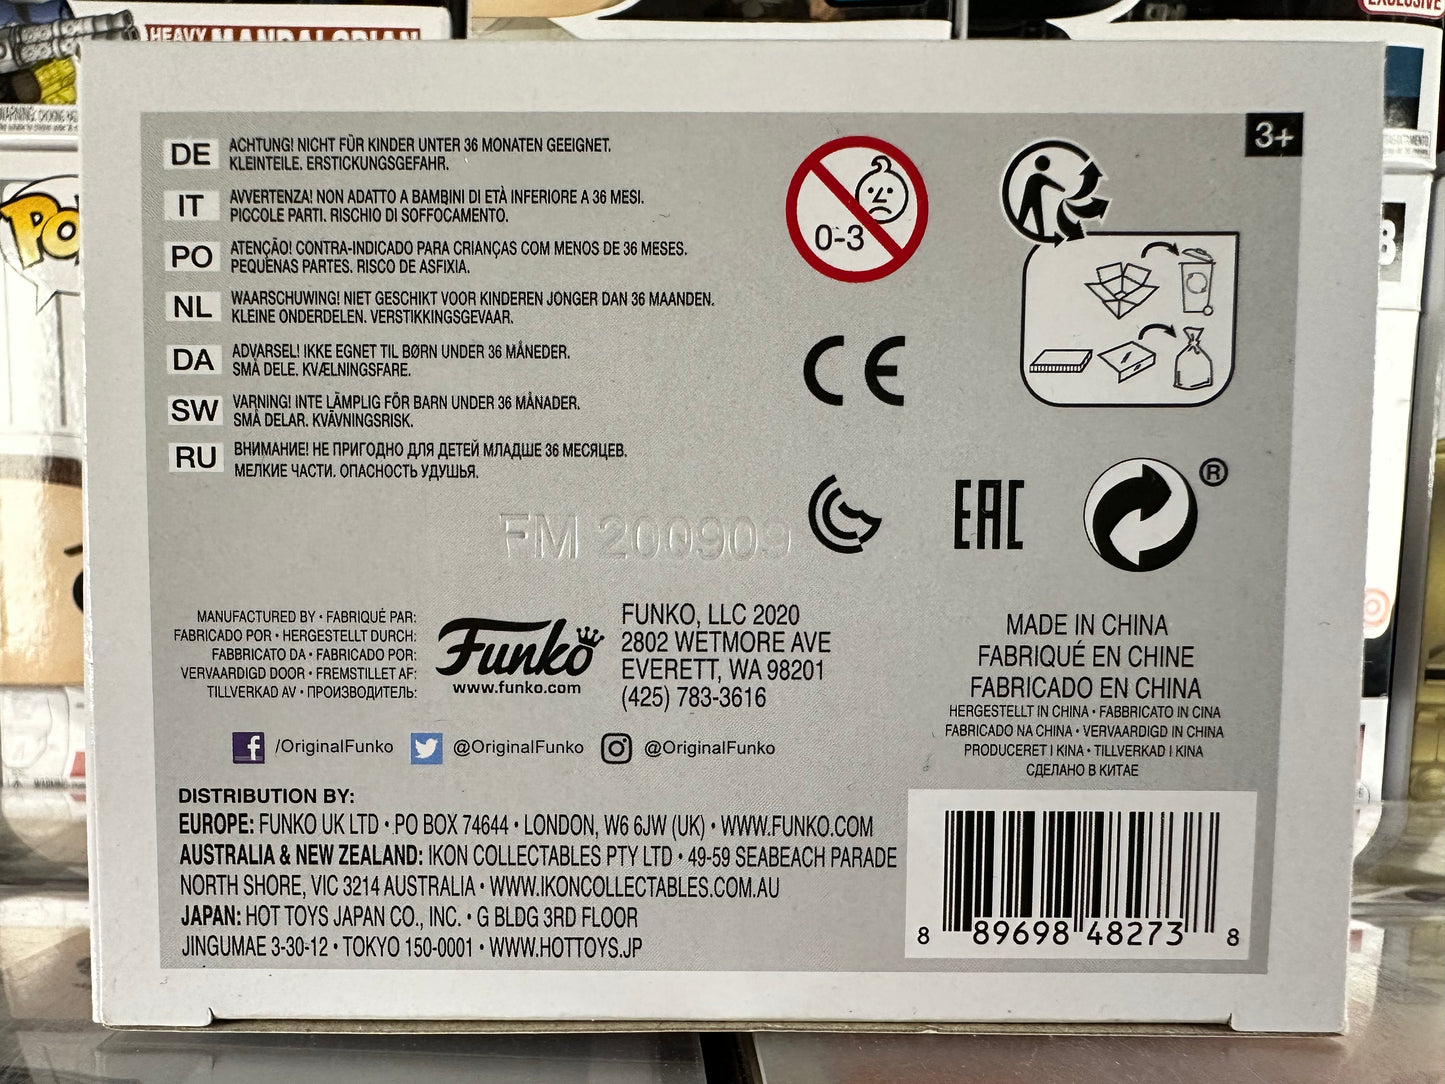 HEAVY MANDALORIAN
EXCLUSIVE
3+
DE ACHTUNG! NICHT FÜR KINDER UNTER 36 MONATEN GEEIGNET.
KLEINTEILE. ERSTICKUNGSGEFAHR.
IT AVVERTENZA! NON ADATTO A BAMBINI DI ETÀ INFERIORE A 36 MESI.
PICCOLE PARTI. RISCHIO DI SOFFOCAMENTO.
PO ATENÇÃO! CONTRA-INDICADO PARA CRIANÇAS COM MENOS DE 36 MESES.
PEQUENAS PARTES. RISCO DE ASFIXIA.
NL WAARSCHUWING! NIET GESCHIKT VOOR KINDEREN JONGER DAN 36 MAANDEN.
KLEINE ONDERDELEN. VERSTIKKINGSGEVAAR.
DA ADVARSEL! IKKE EGNET TIL BØRN UNDER 36 MÅNEDER.
SMÅ DELE. KVÆLNINGSFARE.
SW VARNING! INTE LÄMPLIG FÖR BARN UNDER 36 MÅNADER.
SMÅ DELAR. KVÄVNINGSRISK.
RU ВНИМАНИЕ! НЕ ПРИГОДНО ДЛЯ ДЕТЕЙ МЛАДШЕ 36 МЕСЯЦЕВ.
МЕЛКИЕ ЧАСТИ. ОПАСНОСТЬ УДУШЬЯ.
0-3
CE
EAC
®
FM 200909
MANUFACTURED BY • FABRIQUÉ PAR:
FABRICADO POR • HERGESTELLT DURCH:
FABBRICATO DA • FABRICADO POR:
VERVAARDIGD DOOR • FREMSTILLET AF:
TILLVERKAD AV • ПРОИЗВОДИТЕЛЬ:
Funko
www.funko.com
FUNKO, LLC 2020
2802 WETMORE AVE
EVERETT, WA 98201
(425) 783-3616
MADE IN CHINA
FABRIQUÉ EN CHINE
FABRICADO EN CHINA
HERGESTELLT IN CHINA • FABBRICATO IN CINA
FABRICADO NA CHINA • VERVAARDIGD IN CHINA
PRODUCERET I KINA • TILLVERKAD I KINA
СДЕЛАНО В КИТАЕ
/OriginalFunko @OriginalFunko @OriginalFunko
DISTRIBUTION BY:
EUROPE: FUNKO UK LTD • PO BOX 74644 • LONDON, W6 6JW (UK) • WWW.FUNKO.COM
AUSTRALIA & NEW ZEALAND: IKON COLLECTABLES PTY LTD • 49-59 SEABEACH PARADE
NORTH SHORE, VIC 3214 AUSTRALIA • WWW.IKONCOLLECTABLES.COM.AU
JAPAN: HOT TOYS JAPAN CO., INC. • G BLDG 3RD FLOOR
JINGUMAE 3-30-12 • TOKYO 150-0001 • WWW.HOTTOYS.JP
8 89698 48273 8